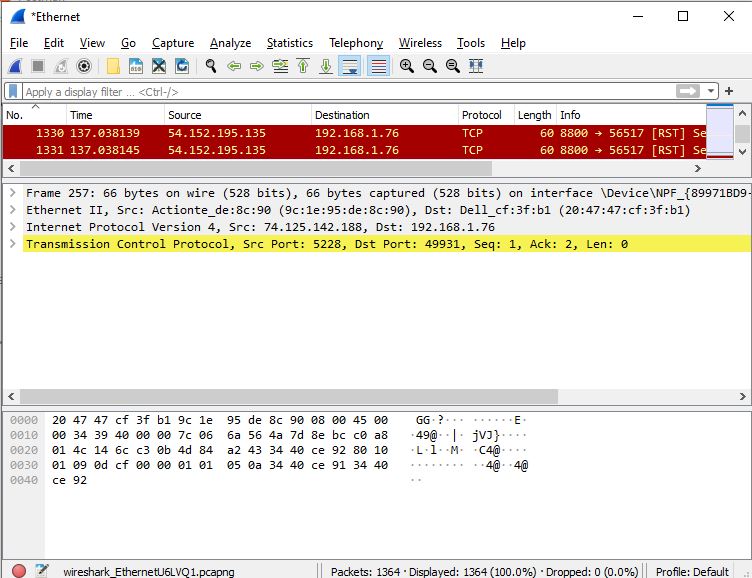 *Ethernet
File Edit View Go Capture Analyze Statistics Telephony Wireless Tools Help
Apply a display filter ... <Ctrl-/>
No. Time Source Destination Protocol Length Info
1330 137.038139 54.152.195.135 192.168.1.76 TCP 60 8800 → 56517 [RST] Se
1331 137.038145 54.152.195.135 192.168.1.76 TCP 60 8800 → 56517 [RST] Se
Frame 257: 66 bytes on wire (528 bits), 66 bytes captured (528 bits) on interface \Device\NPF_{89971BD9-
Ethernet II, Src: Actionte_de:8c:90 (9c:1e:95:de:8c:90), Dst: Dell_cf:3f:b1 (20:47:47:cf:3f:b1)
Internet Protocol Version 4, Src: 74.125.142.188, Dst: 192.168.1.76
Transmission Control Protocol, Src Port: 5228, Dst Port: 49931, Seq: 1, Ack: 2, Len: 0
0000 20 47 47 cf 3f b1 9c 1e 95 de 8c 90 08 00 45 00 GG·?··· ······E·
0010 00 34 39 40 00 00 7c 06 6a 56 4a 7d 8e bc c0 a8 ·49@··|· jVJ}····
0020 01 4c 14 6c c3 0b 4d 84 a2 43 34 40 ce 92 80 10 ·L·l··M· ·C4@····
0030 01 09 0d cf 00 00 01 01 05 0a 34 40 ce 91 34 40 ········ ··4@··4@
0040 ce 92 ··
wireshark_EthernetU6LVQ1.pcapng Packets: 1364 · Displayed: 1364 (100.0%) · Dropped: 0 (0.0%) Profile: Default